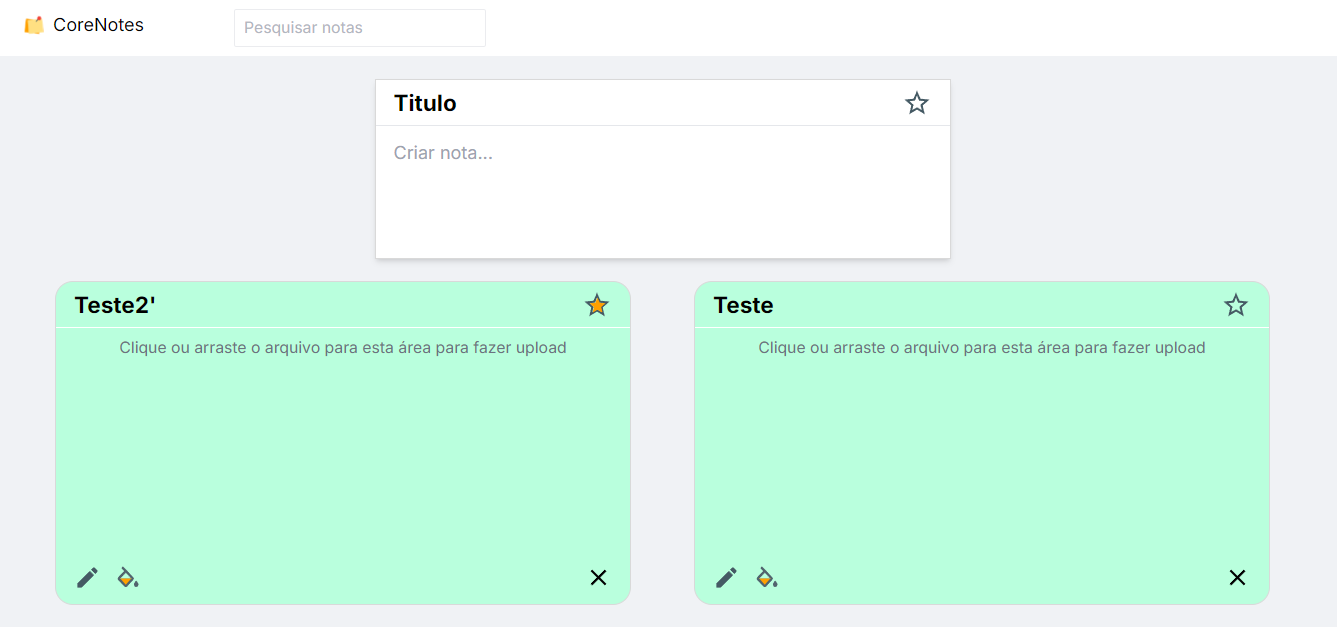 CoreNotes
Pesquisar notas
Titulo
Criar nota...
Teste2'
Clique ou arraste o arquivo para esta área para fazer upload
Teste
Clique ou arraste o arquivo para esta área para fazer upload